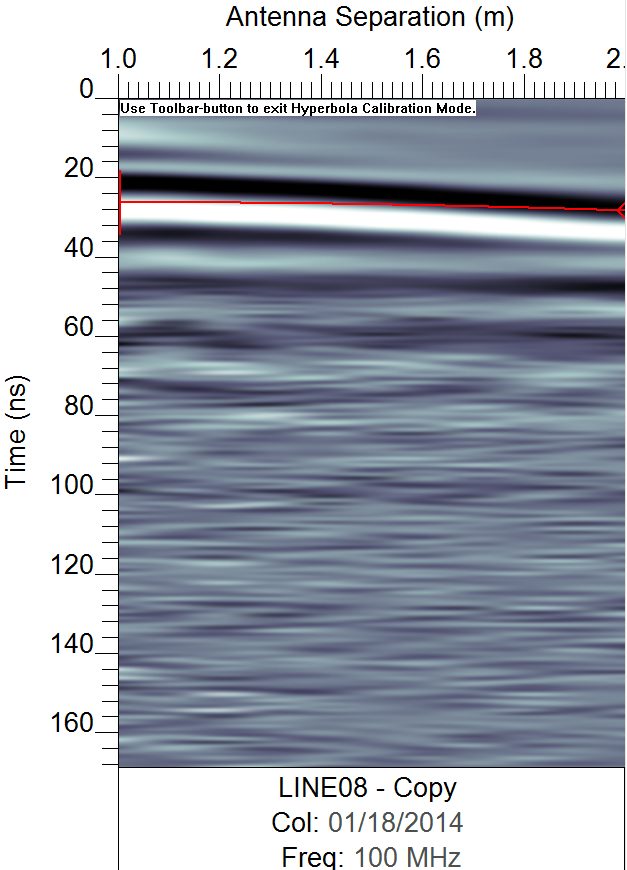 Antenna Separation (m)
1.0 1.2 1.4 1.6 1.8 2.
0
Use Toolbar-button to exit Hyperbola Calibration Mode.
20
40
60
80
100
120
140
160
Time (ns)
LINE08 - Copy
Col: 01/18/2014
Freq: 100 MHz